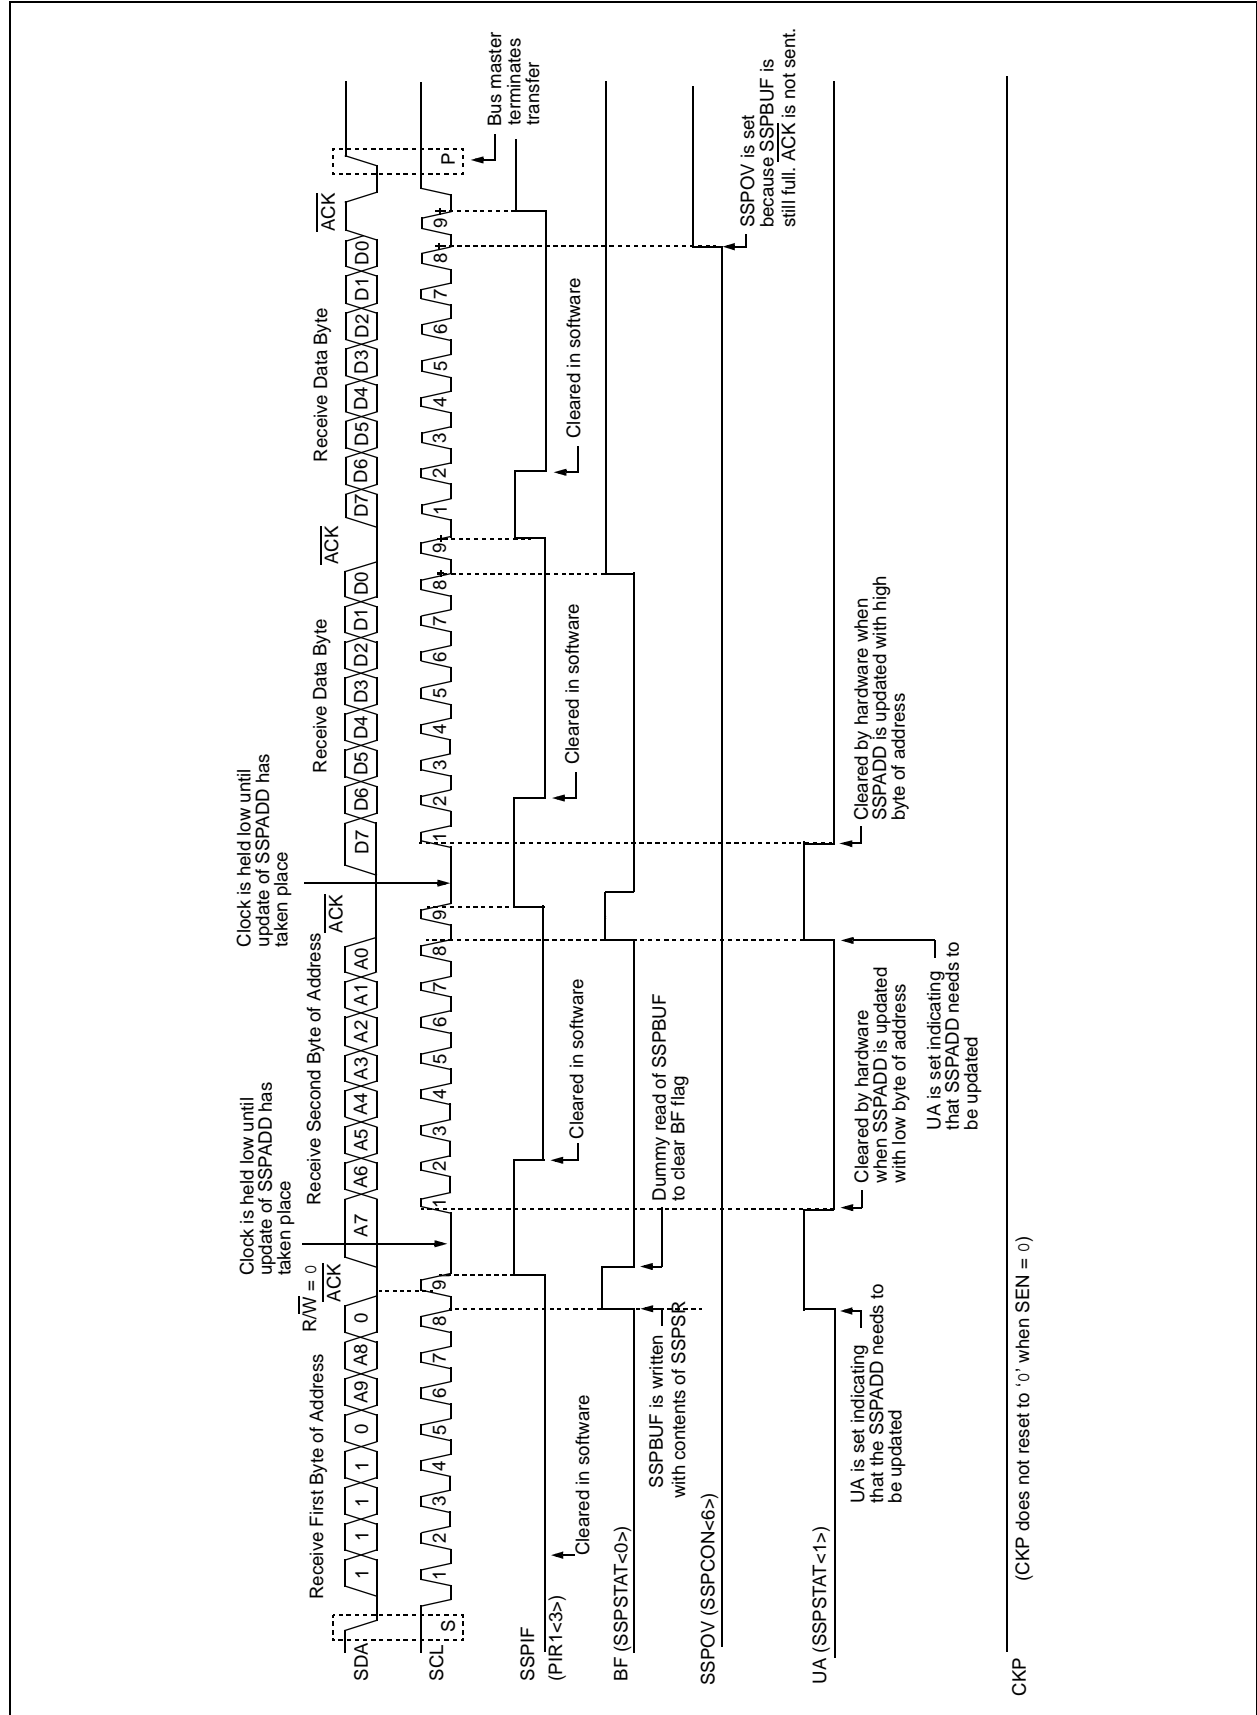 Receive First Byte of Address
R/W = 0
ACK
Clock is held low until
update of SSPADD has
taken place
Receive Second Byte of Address
ACK
Clock is held low until
update of SSPADD has
taken place
Receive Data Byte
ACK
Receive Data Byte
ACK
SDA
1 1 1 1 0 A9 A8 0 A7 A6 A5 A4 A3 A2 A1 A0 D7 D6 D5 D4 D3 D2 D1 D0 D7 D6 D5 D4 D3 D2 D1 D0
SCL
S 1 2 3 4 5 6 7 8 9 1 2 3 4 5 6 7 8 9 1 2 3 4 5 6 7 8 9 1 2 3 4 5 6 7 8 9 P
Bus master
terminates
transfer
SSPIF
(PIR1<3>)
Cleared in software
Cleared in software
Cleared in software
Cleared in software
BF (SSPSTAT<0>)
SSPBUF is written
with contents of SSPSR
Dummy read of SSPBUF
to clear BF flag
SSPOV (SSPCON<6>)
SSPOV is set
because SSPBUF is
still full. ACK is not sent.
UA (SSPSTAT<1>)
UA is set indicating
that the SSPADD needs to
be updated
Cleared by hardware
when SSPADD is updated
with low byte of address
UA is set indicating
that SSPADD needs to
be updated
Cleared by hardware when
SSPADD is updated with high
byte of address
CKP
(CKP does not reset to ‘0’ when SEN = 0)